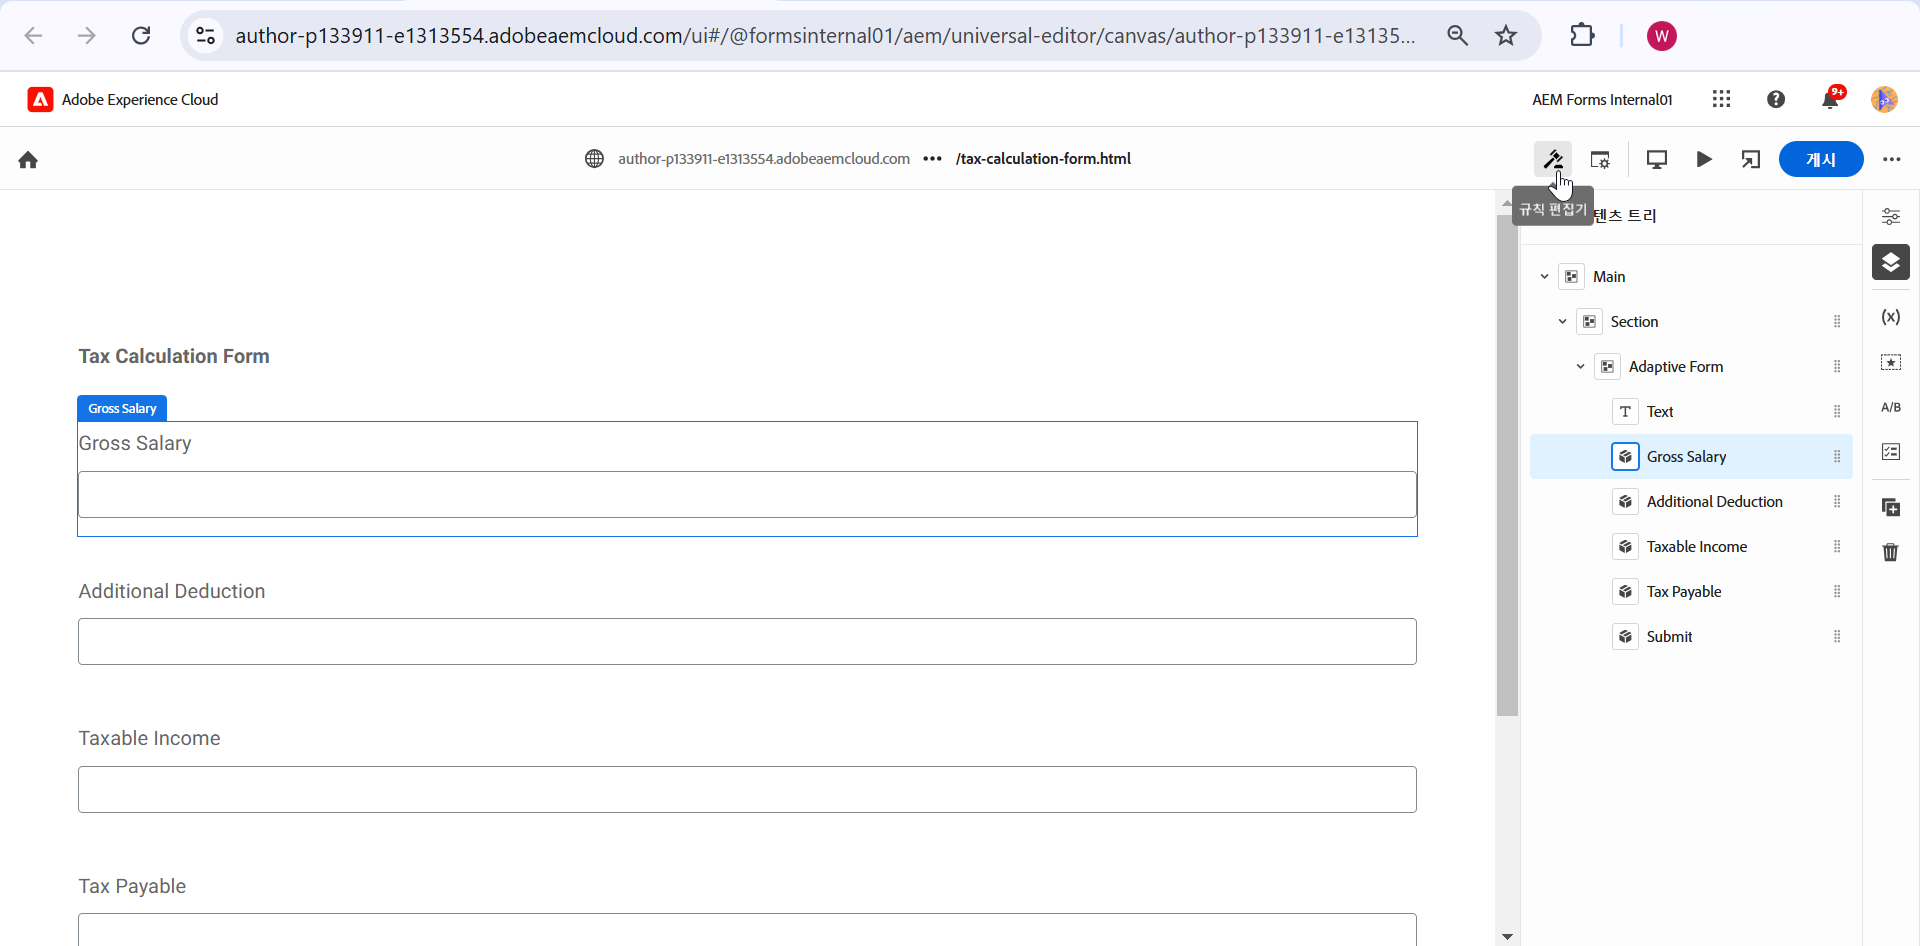 author-p133911-e1313554.adobeaemcloud.com/ui#/@formsinternal01/aem/universal-editor/canvas/author-p133911-e13135...
W
Adobe Experience Cloud
AEM Forms Internal01
9+
author-p133911-e1313554.adobeaemcloud.com ••• /tax-calculation-form.html
게시
규칙 편집기
텐츠 트리
Main
Section
Tax Calculation Form
Adaptive Form
Gross Salary
Text
A/B
Gross Salary
Gross Salary
Additional Deduction
Taxable Income
Additional Deduction
Tax Payable
Submit
Taxable Income
Tax Payable